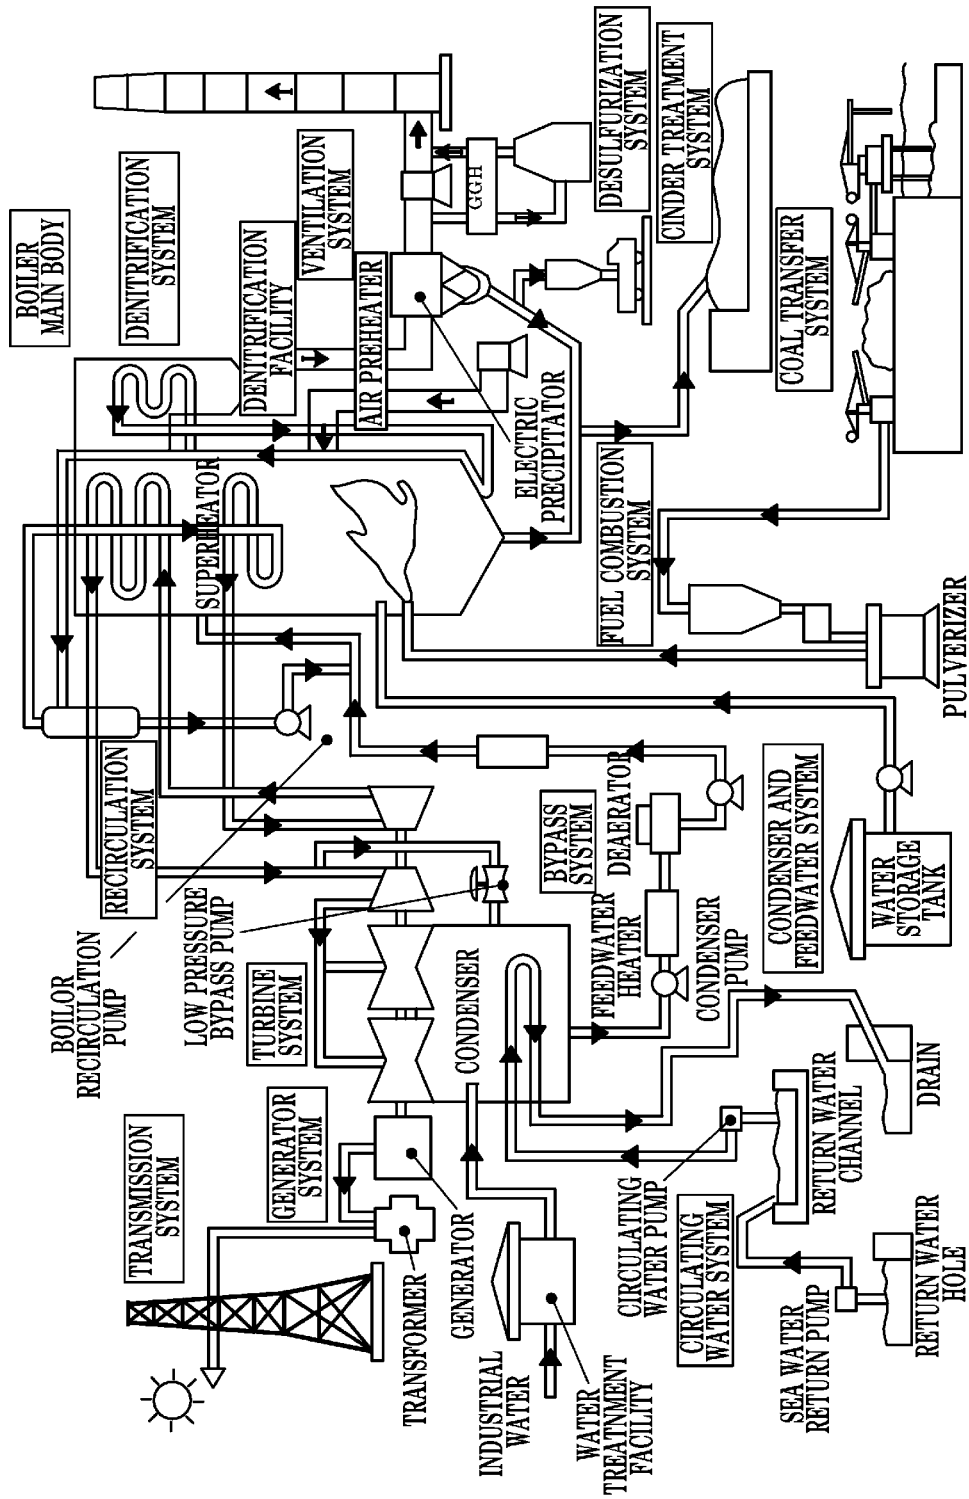 BOILER
MAIN BODY
TRANSMISSION
SYSTEM
BOILOR
RECIRCULATION
PUMP
RECIRCULATION
SYSTEM
DENITRIFICATION
SYSTEM
GENERATOR
SYSTEM
TURBINE
SYSTEM
LOW PRESSURE
BYPASS PUMP
SUPERHEATOR
DENITRIFICATION
FACILITY
VENTILATION
SYSTEM
AIR PREHEATER
TRANSFORMER
GENERATOR
CONDENSER
GGH
INDUSTRIAL
WATER
ELECTRIC
PRECIPITATOR
WATER
TREATNMENT
FACILITY
BYPASS
SYSTEM
DEAERATOR
FEEDWATER
HEATER
CIRCULATING
WATER PUMP
FUEL COMBUSTION
SYSTEM
DESULFURIZATION
SYSTEM
CINDER TREATMENT
SYSTEM
CIRCULATING
WATER SYSTEM
CONDENSER
PUMP
CONDENSER AND
FEEDWATER SYSTEM
COAL TRANSFER
SYSTEM
SEA WATER
RETURN PUMP
RETURN WATER
CHANNEL
WATER
STORAGE
TANK
RETURN WATER
HOLE
DRAIN
PULVERIZER